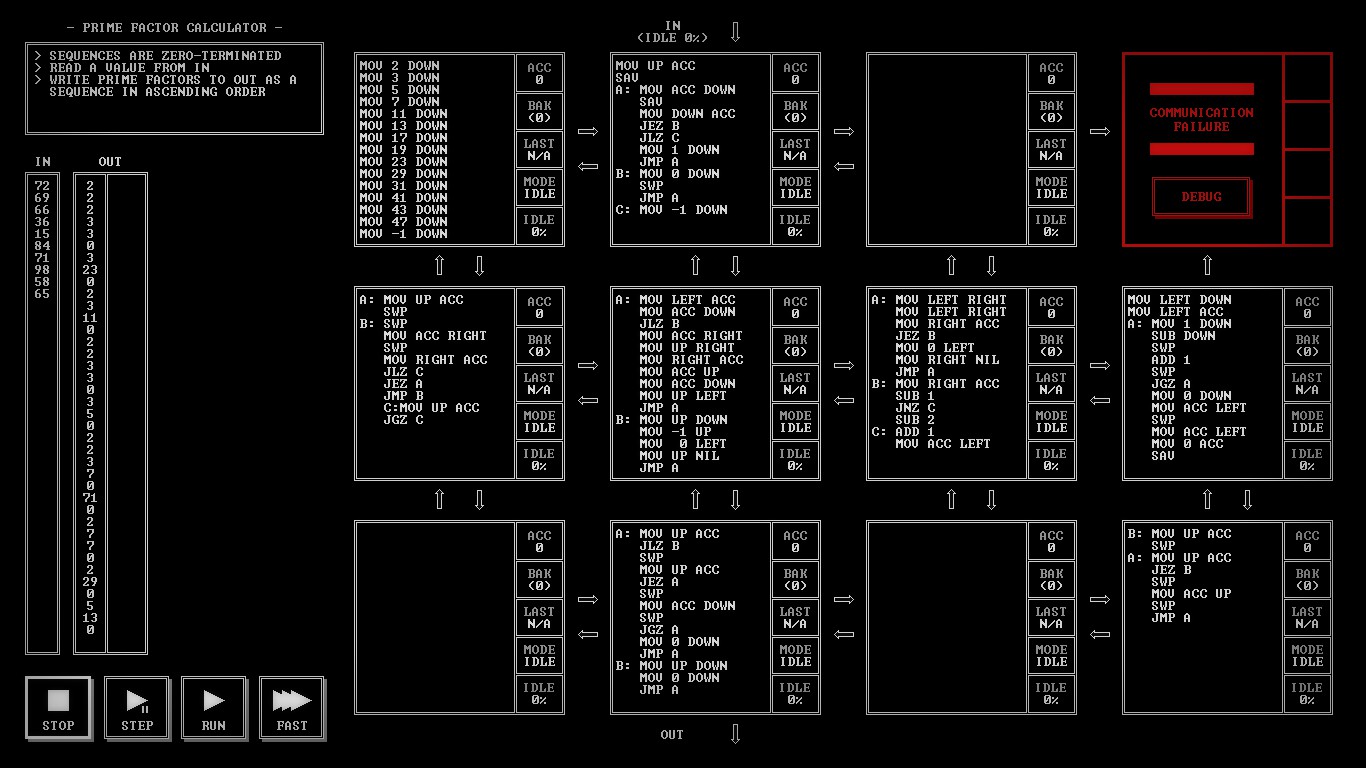 - PRIME FACTOR CALCULATOR -
> SEQUENCES ARE ZERO-TERMINATED
> READ A VALUE FROM IN
> WRITE PRIME FACTORS TO OUT AS A
SEQUENCE IN ASCENDING ORDER
IN
OUT
72
69
66
36
15
84
71
98
58
65
2
2
2
3
3
0
3
23
0
2
3
11
0
2
2
3
3
0
3
5
0
2
2
3
7
0
71
0
2
7
7
0
2
29
0
5
13
0
STOP
STEP
RUN
FAST
IN
(IDLE 0%)
MOV 2 DOWN
MOV 3 DOWN
MOV 5 DOWN
MOV 7 DOWN
MOV 11 DOWN
MOV 13 DOWN
MOV 17 DOWN
MOV 19 DOWN
MOV 23 DOWN
MOV 29 DOWN
MOV 31 DOWN
MOV 41 DOWN
MOV 43 DOWN
MOV 47 DOWN
MOV -1 DOWN
ACC
0
BAK
(0)
LAST
N/A
MODE
IDLE
IDLE
0%
MOV UP ACC
SAV
A: MOV ACC DOWN
SAV
MOV DOWN ACC
JEZ B
JLZ C
MOV 1 DOWN
JMP A
B: MOV 0 DOWN
SWP
JMP A
C: MOV -1 DOWN
ACC
0
BAK
(0)
LAST
N/A
MODE
IDLE
IDLE
0%
ACC
0
BAK
(0)
LAST
N/A
MODE
IDLE
IDLE
0%
COMMUNICATION
FAILURE
DEBUG
A: MOV UP ACC
SWP
B: SWP
MOV ACC RIGHT
SWP
MOV RIGHT ACC
JLZ C
JEZ A
JMP B
C:MOV UP ACC
JGZ C
ACC
0
BAK
(0)
LAST
N/A
MODE
IDLE
IDLE
0%
A: MOV LEFT ACC
MOV ACC DOWN
JLZ B
MOV ACC RIGHT
MOV UP RIGHT
MOV RIGHT ACC
MOV ACC UP
MOV ACC DOWN
MOV UP LEFT
JMP A
B: MOV UP DOWN
MOV -1 UP
MOV  0 LEFT
MOV UP NIL
JMP A
ACC
0
BAK
(0)
LAST
N/A
MODE
IDLE
IDLE
0%
A: MOV LEFT RIGHT
MOV LEFT RIGHT
MOV RIGHT ACC
JEZ B
MOV 0 LEFT
MOV RIGHT NIL
JMP A
B: MOV RIGHT ACC
SUB 1
JNZ C
SUB 2
C: ADD 1
MOV ACC LEFT
ACC
0
BAK
(0)
LAST
N/A
MODE
IDLE
IDLE
0%
MOV LEFT DOWN
MOV LEFT ACC
A: MOV 1 DOWN
SUB DOWN
SWP
ADD 1
SWP
JGZ A
MOV 0 DOWN
MOV ACC LEFT
SWP
MOV ACC LEFT
MOV 0 ACC
SAV
ACC
0
BAK
(0)
LAST
N/A
MODE
IDLE
IDLE
0%
ACC
0
BAK
(0)
LAST
N/A
MODE
IDLE
IDLE
0%
A: MOV UP ACC
JLZ B
SWP
MOV UP ACC
JEZ A
SWP
MOV ACC DOWN
SWP
JGZ A
MOV 0 DOWN
JMP A
B: MOV UP DOWN
MOV 0 DOWN
JMP A
ACC
0
BAK
(0)
LAST
N/A
MODE
IDLE
IDLE
0%
ACC
0
BAK
(0)
LAST
N/A
MODE
IDLE
IDLE
0%
B: MOV UP ACC
SWP
A: MOV UP ACC
JEZ B
SWP
MOV ACC UP
SWP
JMP A
ACC
0
BAK
(0)
LAST
N/A
MODE
IDLE
IDLE
0%
OUT